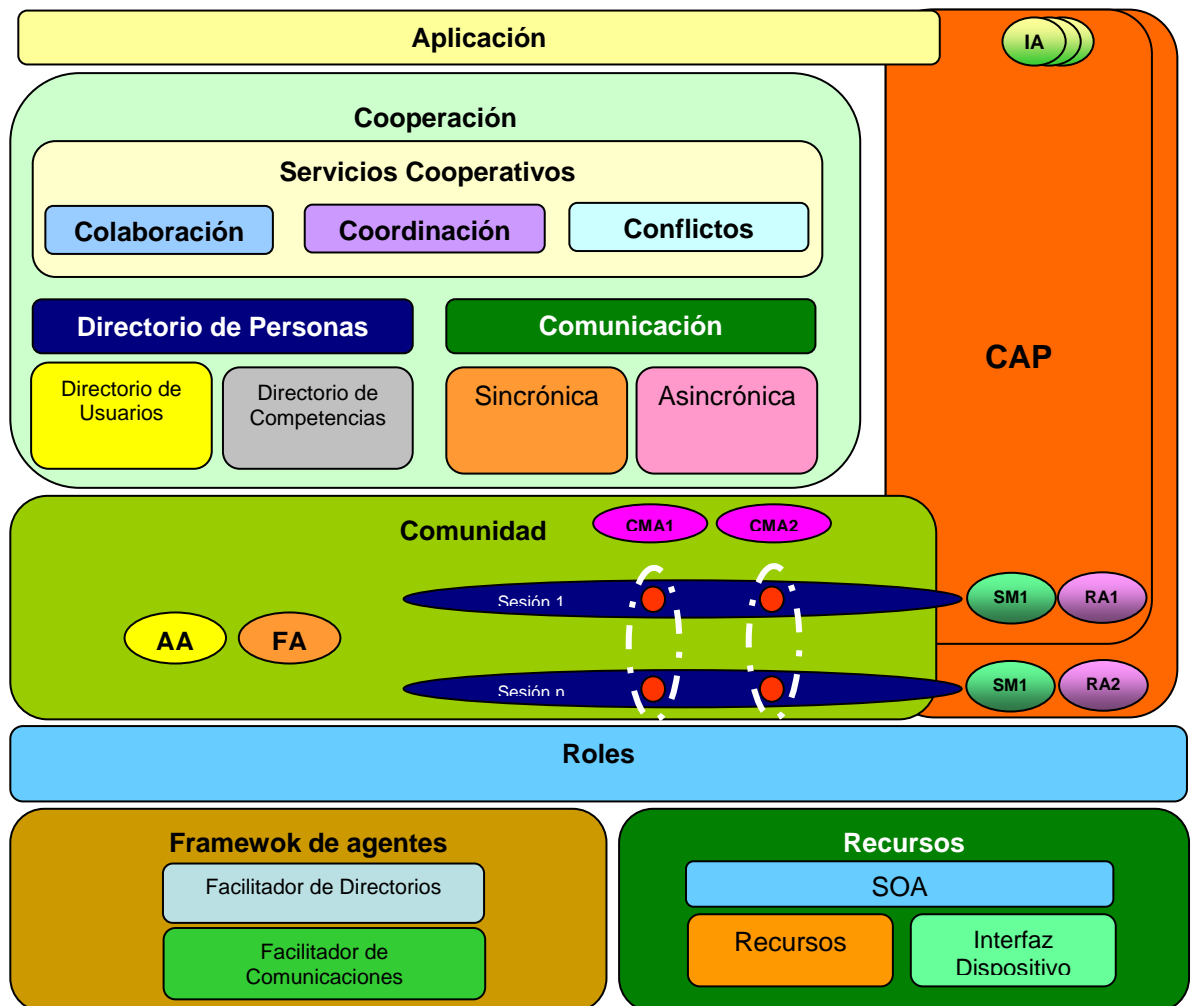 Aplicación
IA
Cooperación
Servicios Cooperativos
Colaboración
Coordinación
Conflictos
Directorio de Personas
Comunicación
CAP
Directorio de
Usuarios
Directorio de
Competencias
Sincrónica
Asincrónica
Comunidad
CMA1
CMA2
Sesión 1
SM1
RA1
AA
FA
Sesión n
SM1
RA2
Roles
Framewok de agentes
Facilitador de Directorios
Facilitador de
Comunicaciones
Recursos
SOA
Recursos
Interfaz
Dispositivo